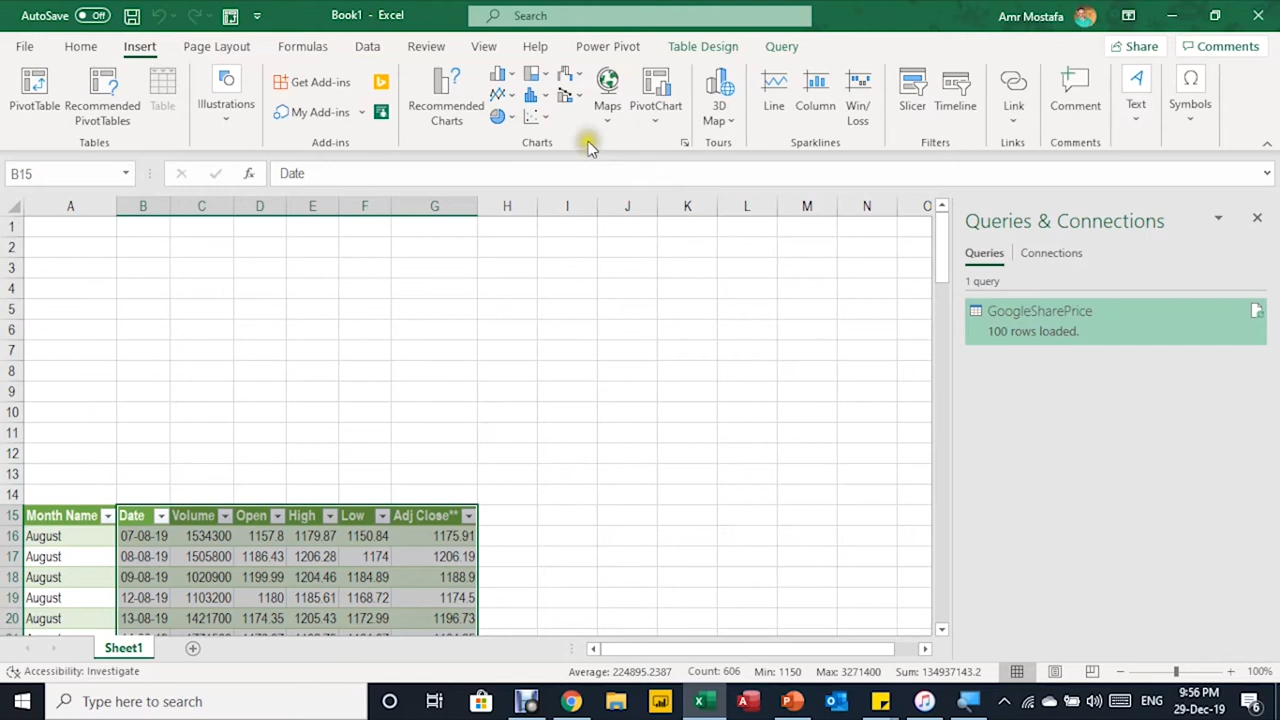 AutoSave Off Book1 - Excel Search Amr Mostafa
File Home Insert Page Layout Formulas Data Review View Help Power Pivot Table Design Query Share Comments
PivotTable Recommended PivotTables Table Illustrations Get Add-ins My Add-ins Recommended Charts Maps PivotChart 3D Map Line Column Win/Loss Slicer Timeline Link Comment Text Symbols
Tables Add-ins Charts Tours Sparklines Filters Links Comments
B15 fx Date
A B C D E F G H I J K L M N O
Queries & Connections
Queries Connections
1 query
GoogleSharePrice
100 rows loaded.
1
2
3
4
5
6
7
8
9
10
11
12
13
14
15 Month Name Date Volume Open High Low Adj Close**
16 August 07-08-19 1534300 1157.8 1179.87 1150.84 1175.91
17 August 08-08-19 1505800 1186.43 1206.28 1174 1206.19
18 August 09-08-19 1020900 1199.99 1204.46 1184.89 1188.9
19 August 12-08-19 1103200 1180 1185.61 1168.72 1174.5
20 August 13-08-19 1421700 1174.35 1205.43 1172.99 1196.73
Sheet1
Accessibility: Investigate Average: 224895.2387 Count: 606 Min: 1150 Max: 3271400 Sum: 134937143.2 100%
Type here to search ENG 9:56 PM
29-Dec-19 6